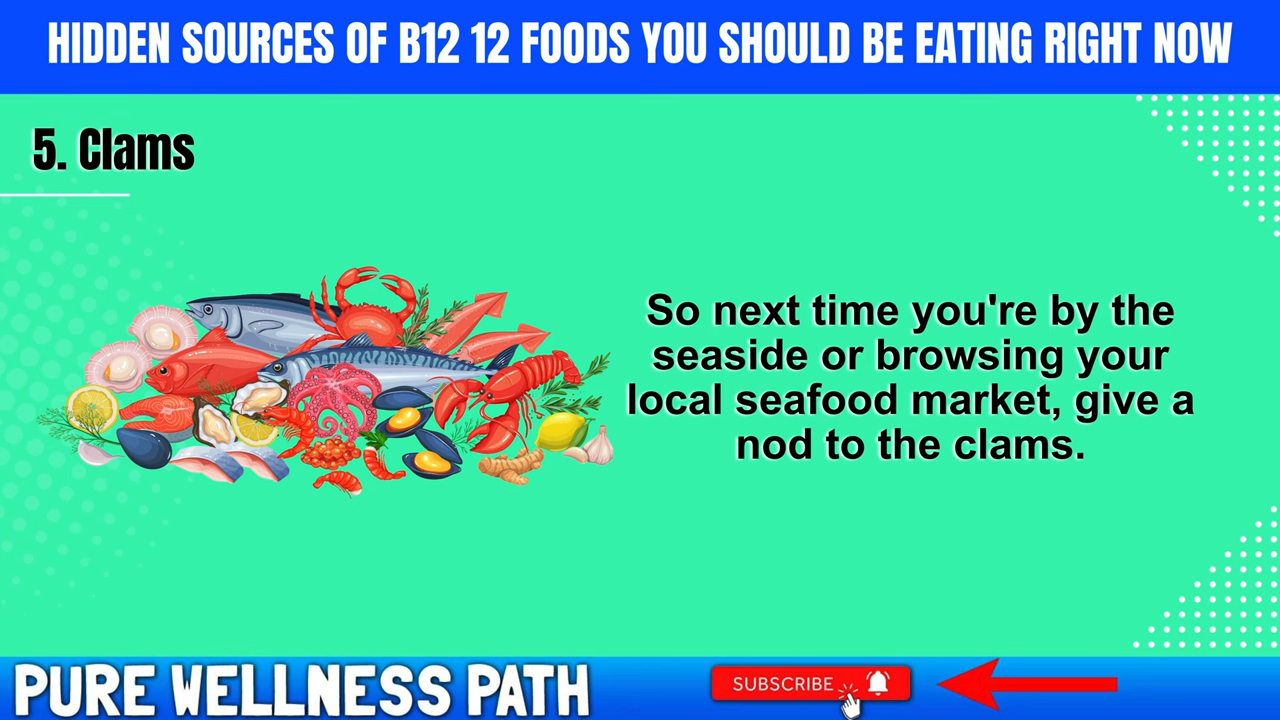 HIDDEN SOURCES OF B12 12 FOODS YOU SHOULD BE EATING RIGHT NOW
5. Clams
So next time you're by the
seaside or browsing your
local seafood market, give a
nod to the clams.
PURE WELLNESS PATH
SUBSCRIBE